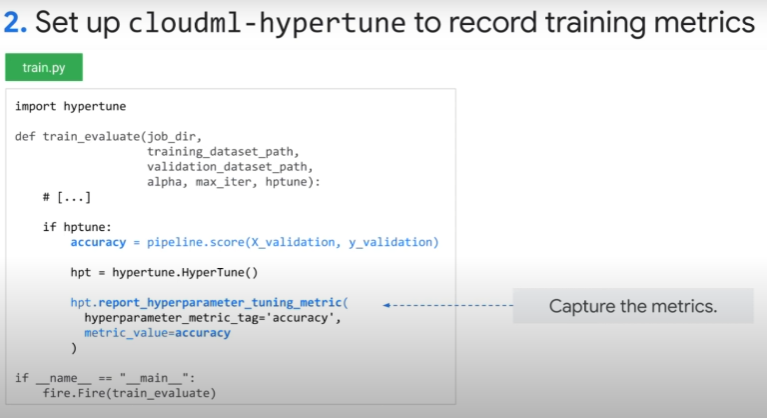 2. Set up cloudml-hypertune to record training metrics
train.py
import hypertune
def train_evaluate(job_dir,
training_dataset_path,
validation_dataset_path,
alpha, max_iter, hptune):
# [...]
if hptune:
accuracy = pipeline.score(X_validation, y_validation)
hpt = hypertune.HyperTune()
hpt.report_hyperparameter_tuning_metric(
hyperparameter_metric_tag='accuracy',
metric_value=accuracy
)
Capture the metrics.
if __name__ == "__main__":
fire.Fire(train_evaluate)